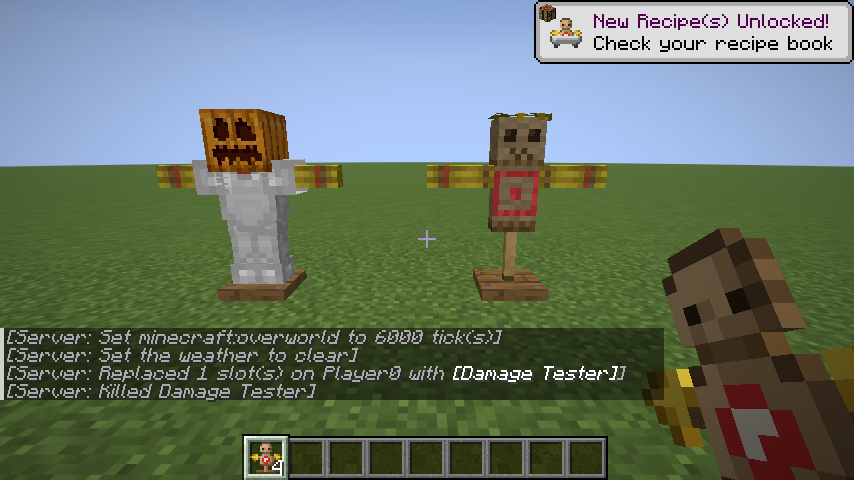 New Recipe(s) Unlocked!
Check your recipe book
[Server: Set minecraft:overworld to 6000 tick(s)]
[Server: Set the weather to clear]
[Server: Replaced 1 slot(s) on Player0 with [Damage Tester]]
[Server: Killed Damage Tester]
4